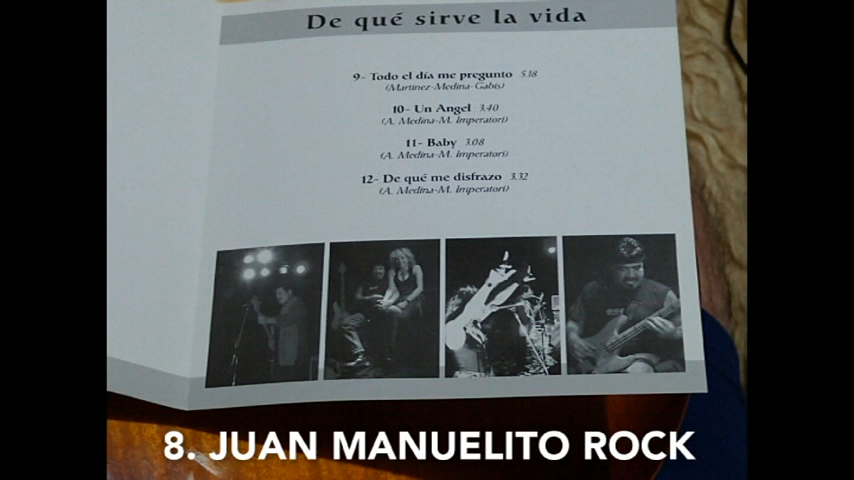 De qué sirve la vida
9- Todo el día me pregunto 5.18
(Martinez-Medina-Gabis)
10- Un Angel 3.40
(A. Medina-M. Imperatori)
11- Baby 3.08
(A. Medina-M. Imperatori)
12- De qué me disfrazo 3.32
(A. Medina-M. Imperatori)
8. JUAN MANUELITO ROCK